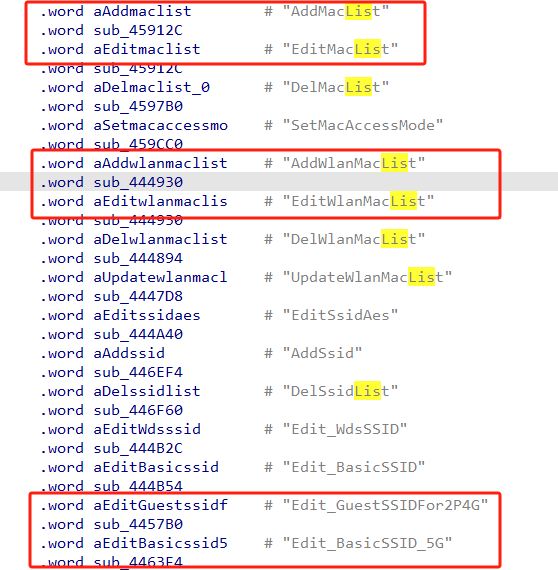 .word aAddmaclist # "AddMacList"
.word sub_45912C
.word aEditmaclist # "EditMacList"
.word sub_45912C
.word aDelmaclist_0 # "DelMacList"
.word sub_4597B0
.word aSetmacaccessmo # "SetMacAccessMode"
.word sub_459CC0
.word aAddwlanmaclist # "AddWlanMacList"
.word sub_444930
.word aEditwlanmaclis # "EditWlanMacList"
.word sub_444930
.word aDelwlanmaclist # "DelWlanMacList"
.word sub_444894
.word aUpdatewlanmacl # "UpdateWlanMacList"
.word sub_4447D8
.word aEditssidaes # "EditSsidAes"
.word sub_444A40
.word aAddssid # "AddSsid"
.word sub_446EF4
.word aDelssidlist # "DelSsidList"
.word sub_446F60
.word aEditWdsssid # "Edit_WdsSSID"
.word sub_444B2C
.word aEditBasicssid # "Edit_BasicSSID"
.word sub_444B54
.word aEditGuestssidf # "Edit_GuestSSIDFor2P4G"
.word sub_4457B0
.word aEditBasicssid5 # "Edit_BasicSSID_5G"
.word sub_4463F4